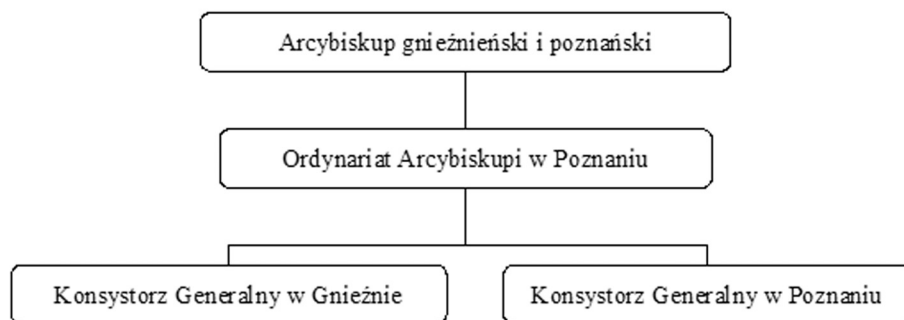 Arcybiskup gnieźnieński i poznański
Ordynariat Arcybiskupi w Poznaniu
Konsystorz Generalny w Gnieźnie
Konsystorz Generalny w Poznaniu